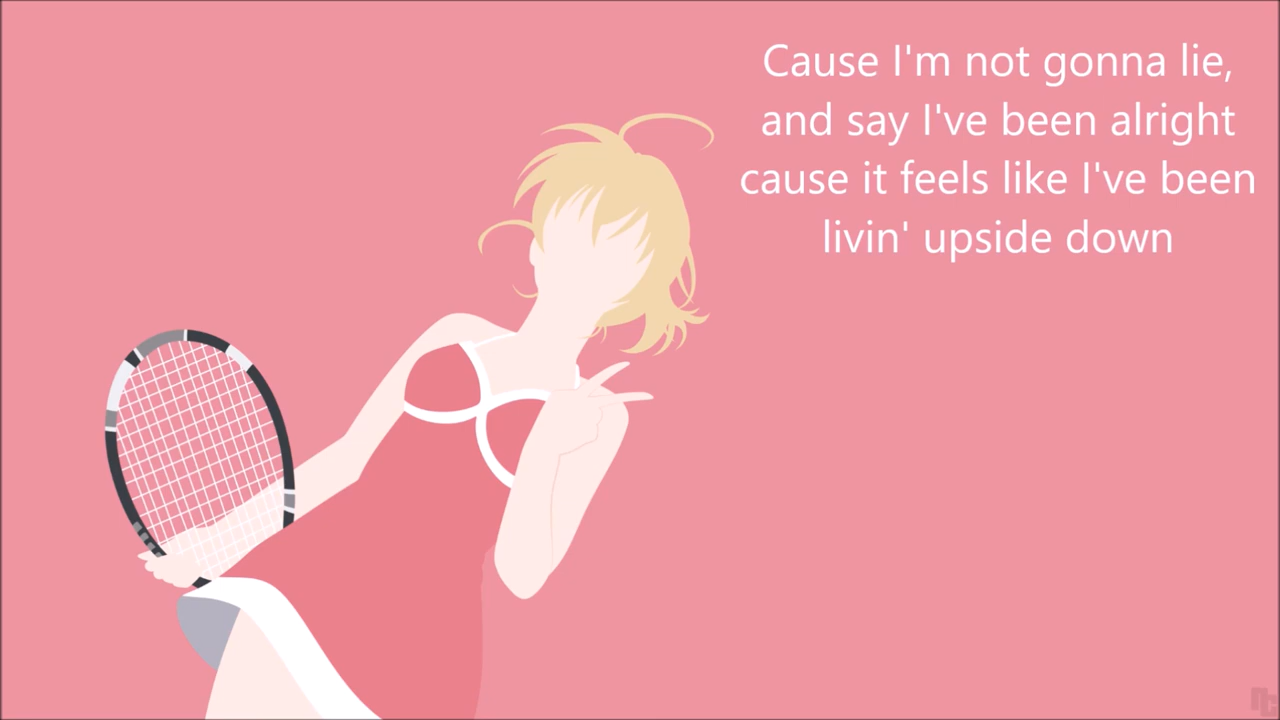 Cause I'm not gonna lie,
and say I've been alright
cause it feels like I've been
livin' upside down